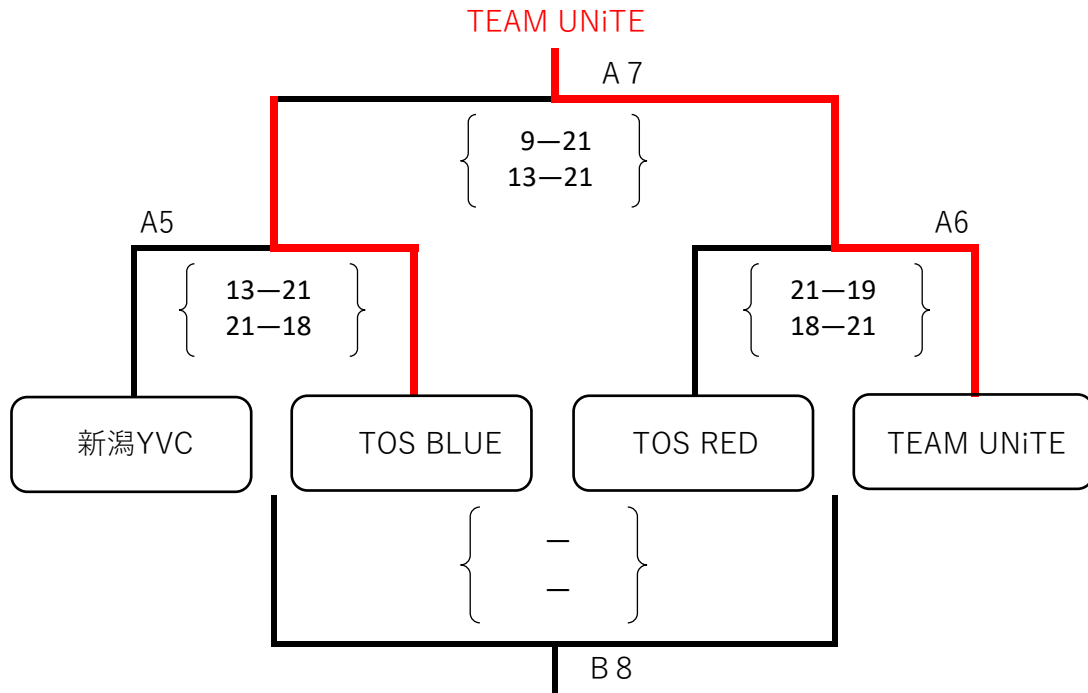 TEAM UNiTE
A 7
9—21
13—21
A5
A6
13—21
21—18
21—19
18—21
新潟YVC
TOS BLUE
TOS RED
TEAM UNiTE
—
—
B 8